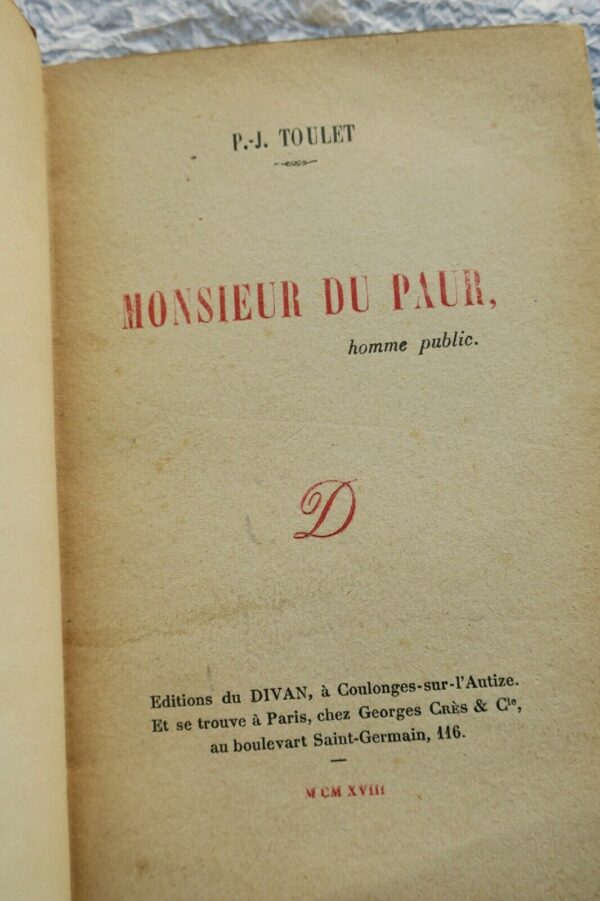 P.-J. TOULET
MONSIEUR DU PAUR,
homme public.
D
Editions du DIVAN, à Coulonges-sur-l'Autize.
Et se trouve à Paris, chez Georges CRÈS & Cie,
au boulevart Saint-Germain, 116.
MCMXVIII